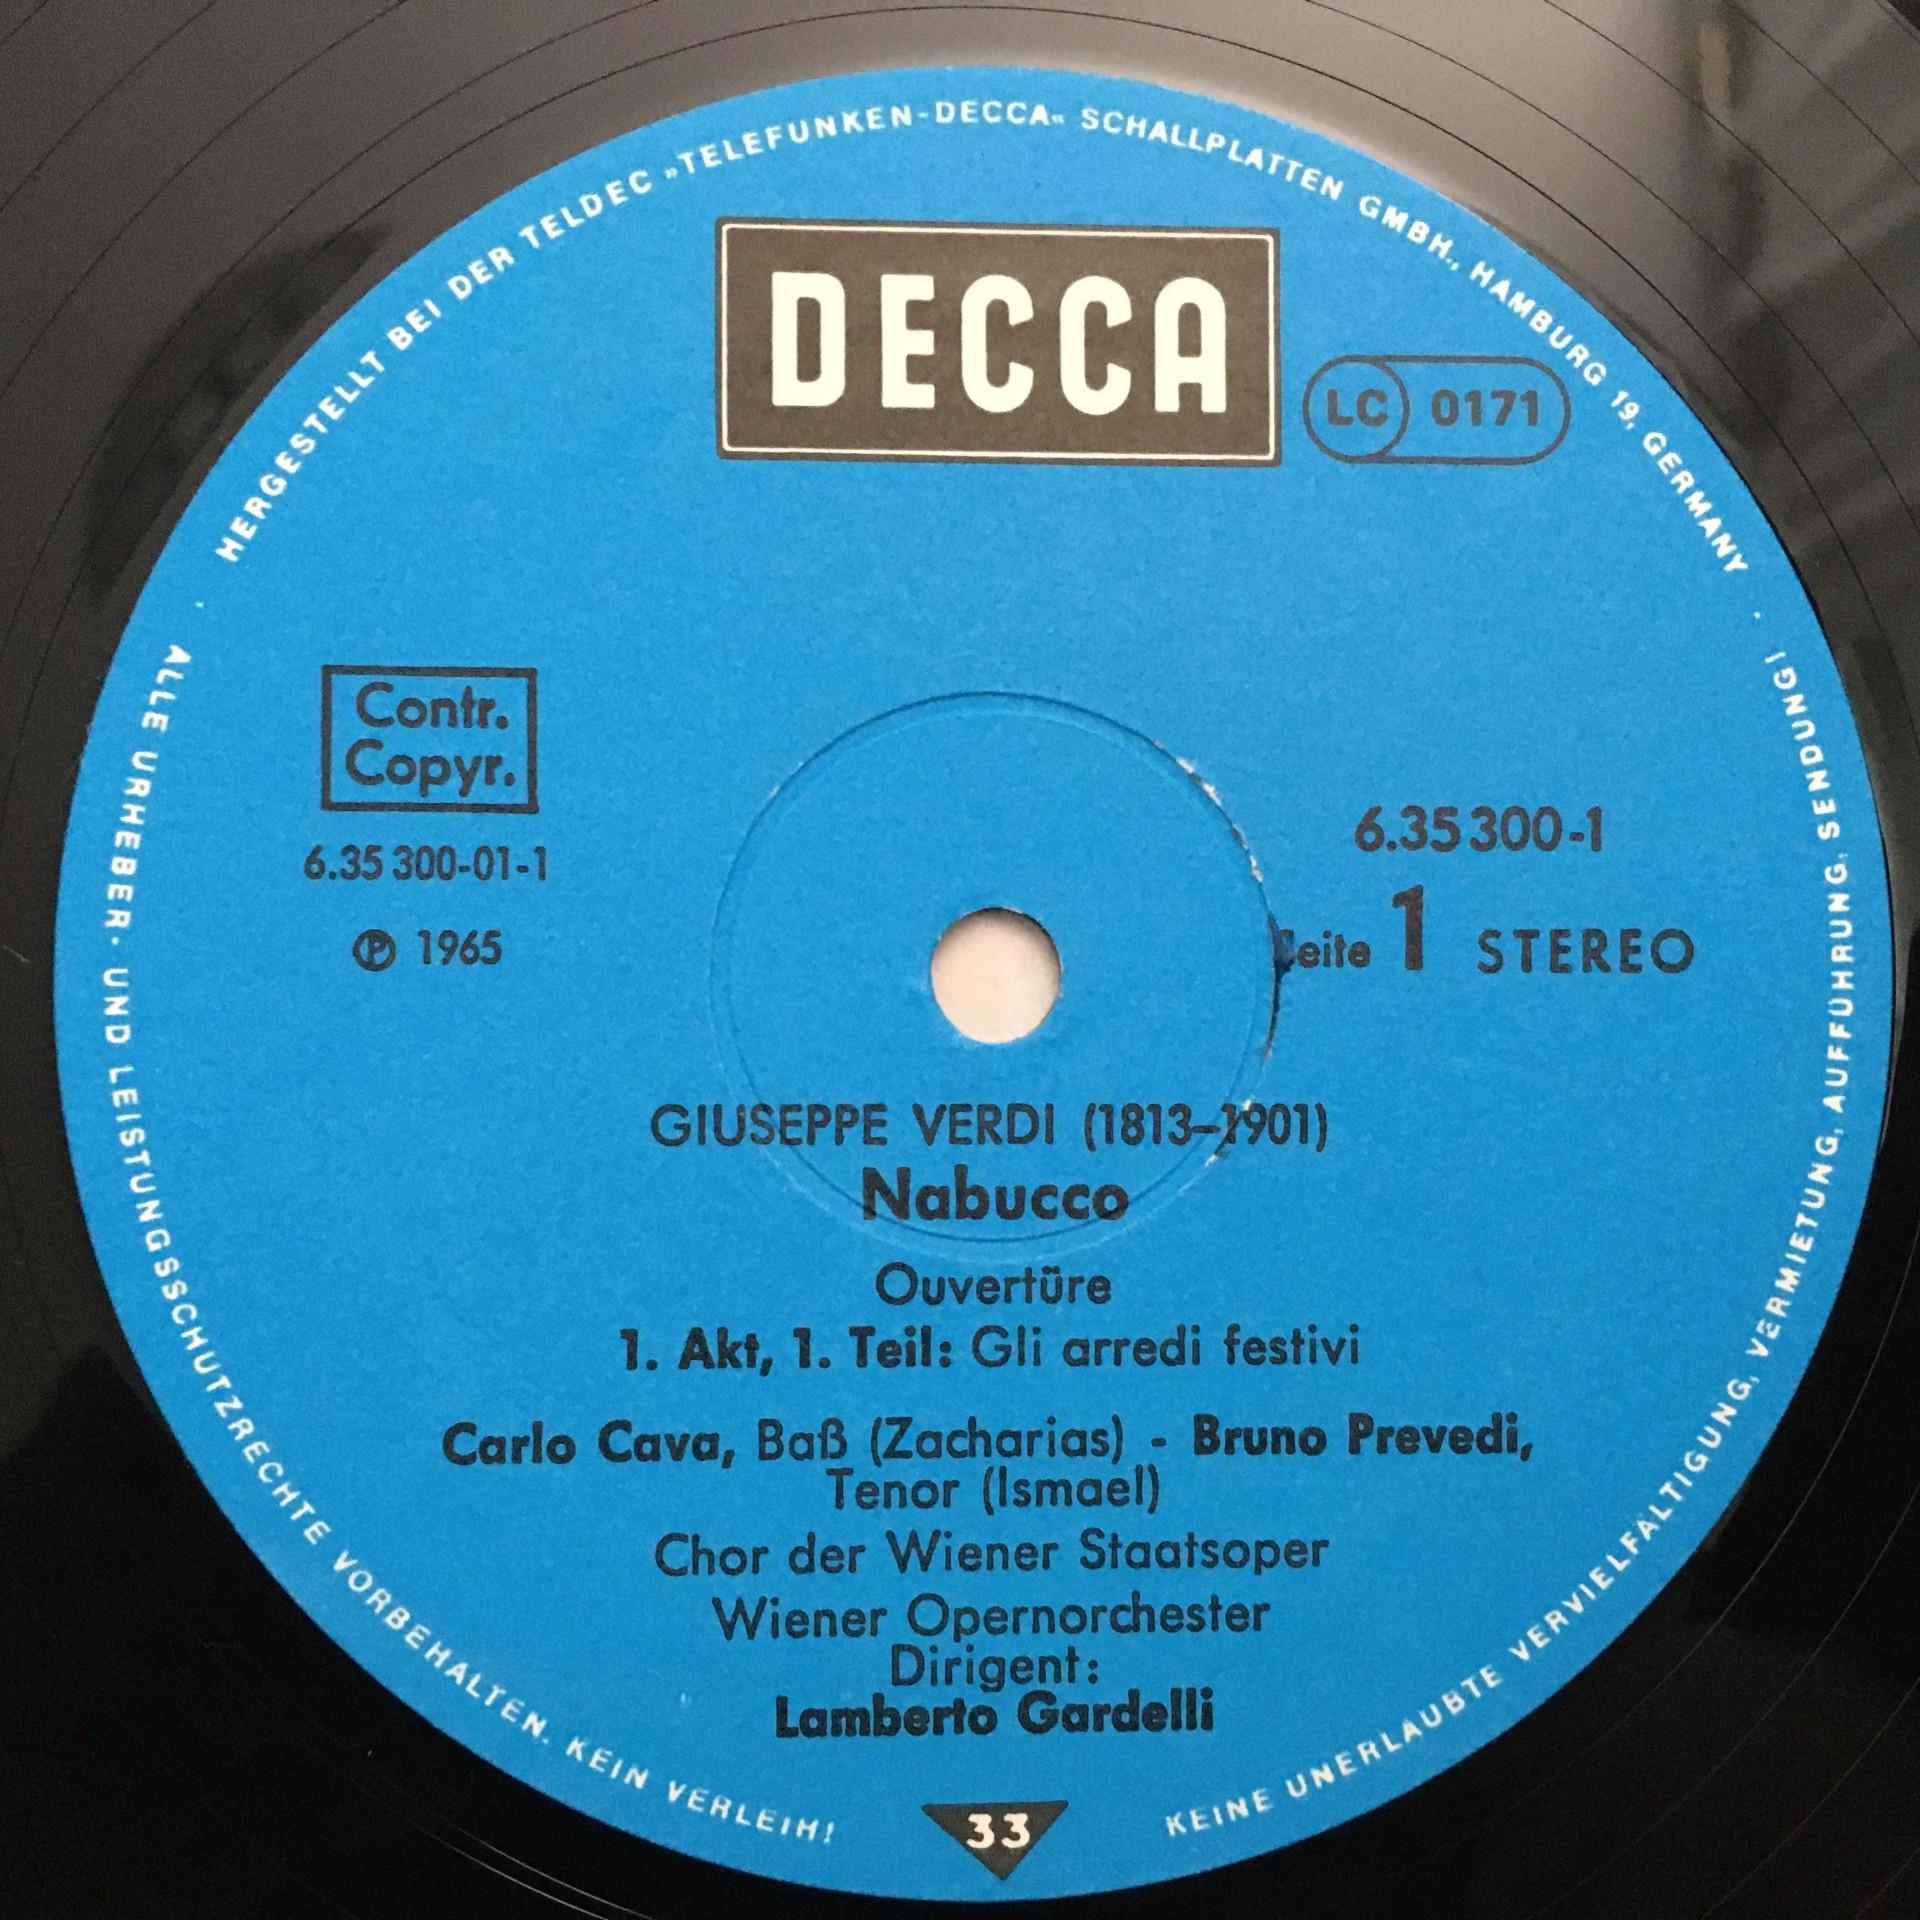 HERGESTELLT BEI DER TELDEC »TELEFUNKEN-DECCA« SCHALLPLATTEN GMBH., HAMBURG 19, GERMANY
DECCA
LC 0171
Contr.
Copyr.
6.35 300-01-1
℗ 1965
6.35 300-1
Seite 1 STEREO
GIUSEPPE VERDI (1813–1901)
Nabucco
Ouvertüre
1. Akt, 1. Teil: Gli arredi festivi
Carlo Cava, Baß (Zacharias) - Bruno Prevedi,
Tenor (Ismael)
Chor der Wiener Staatsoper
Wiener Opernorchester
Dirigent:
Lamberto Gardelli
33
ALLE URHEBER- UND LEISTUNGSSCHUTZRECHTE VORBEHALTEN. KEIN VERLEIH!
KEINE UNERLAUBTE VERVIELFÄLTIGUNG, VERMIETUNG, AUFFÜHRUNG, SENDUNG!